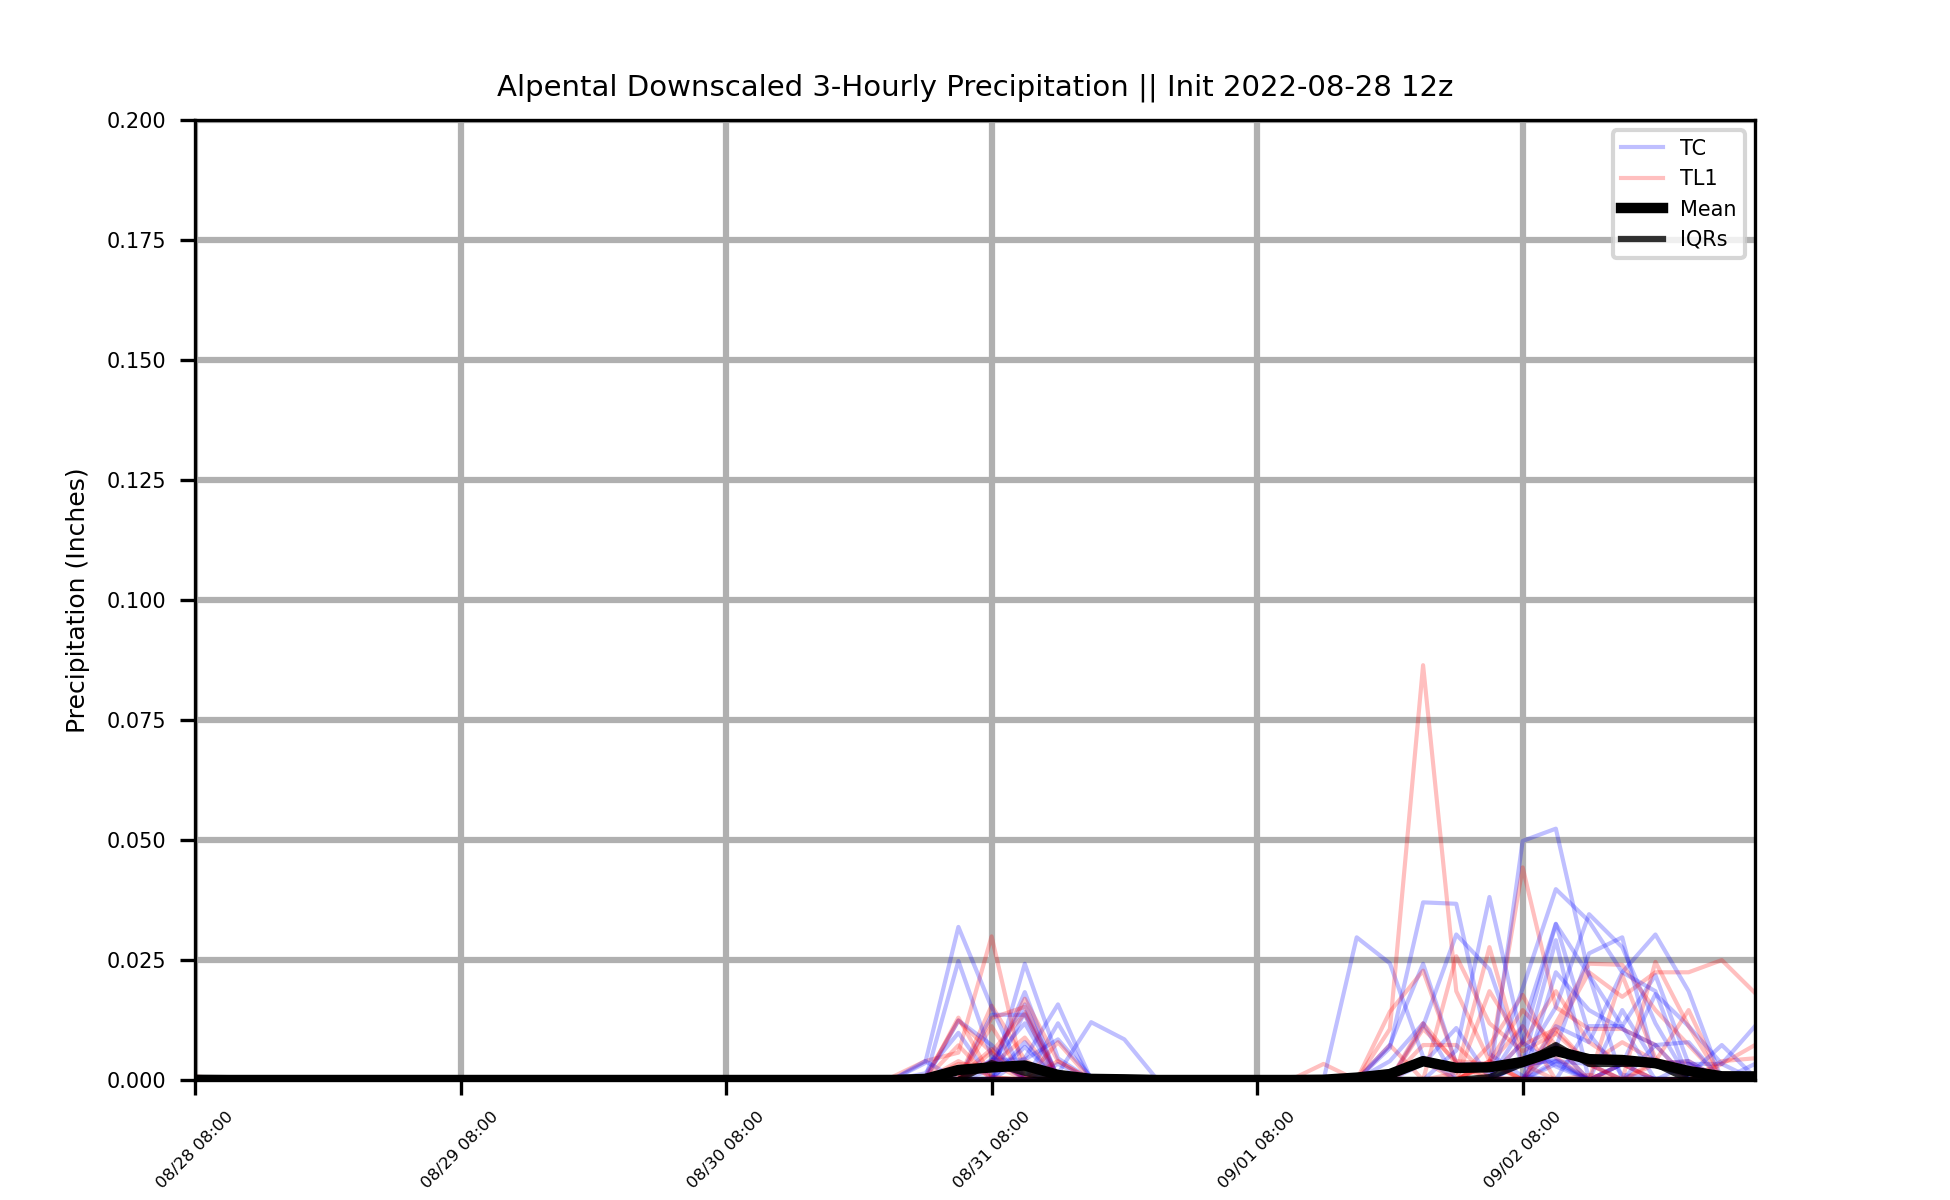 Alpental Downscaled 3-Hourly Precipitation || Init 2022-08-28 12z
TC
TL1
Mean
IQRs
Precipitation (Inches)
0.200
0.175
0.150
0.125
0.100
0.075
0.050
0.025
0.000
08/28 08:00
08/29 08:00
08/30 08:00
08/31 08:00
09/01 08:00
09/02 08:00